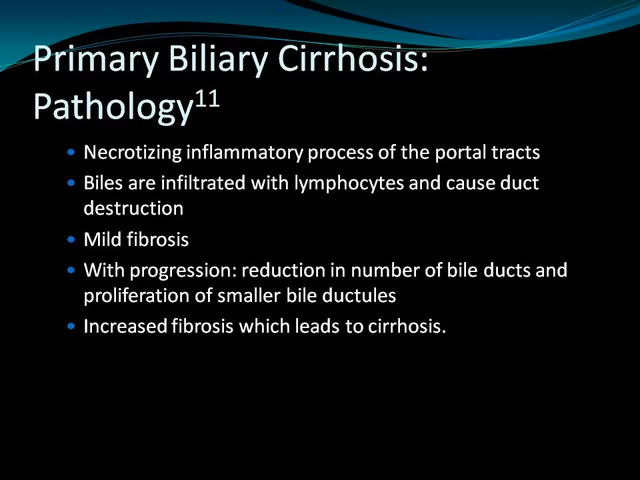 Primary Biliary Cirrhosis:
Pathology11
Necrotizing inflammatory process of the portal tracts
Biles are infiltrated with lymphocytes and cause duct
destruction
Mild fibrosis
With progression: reduction in number of bile ducts and
proliferation of smaller bile ductules
Increased fibrosis which leads to cirrhosis.